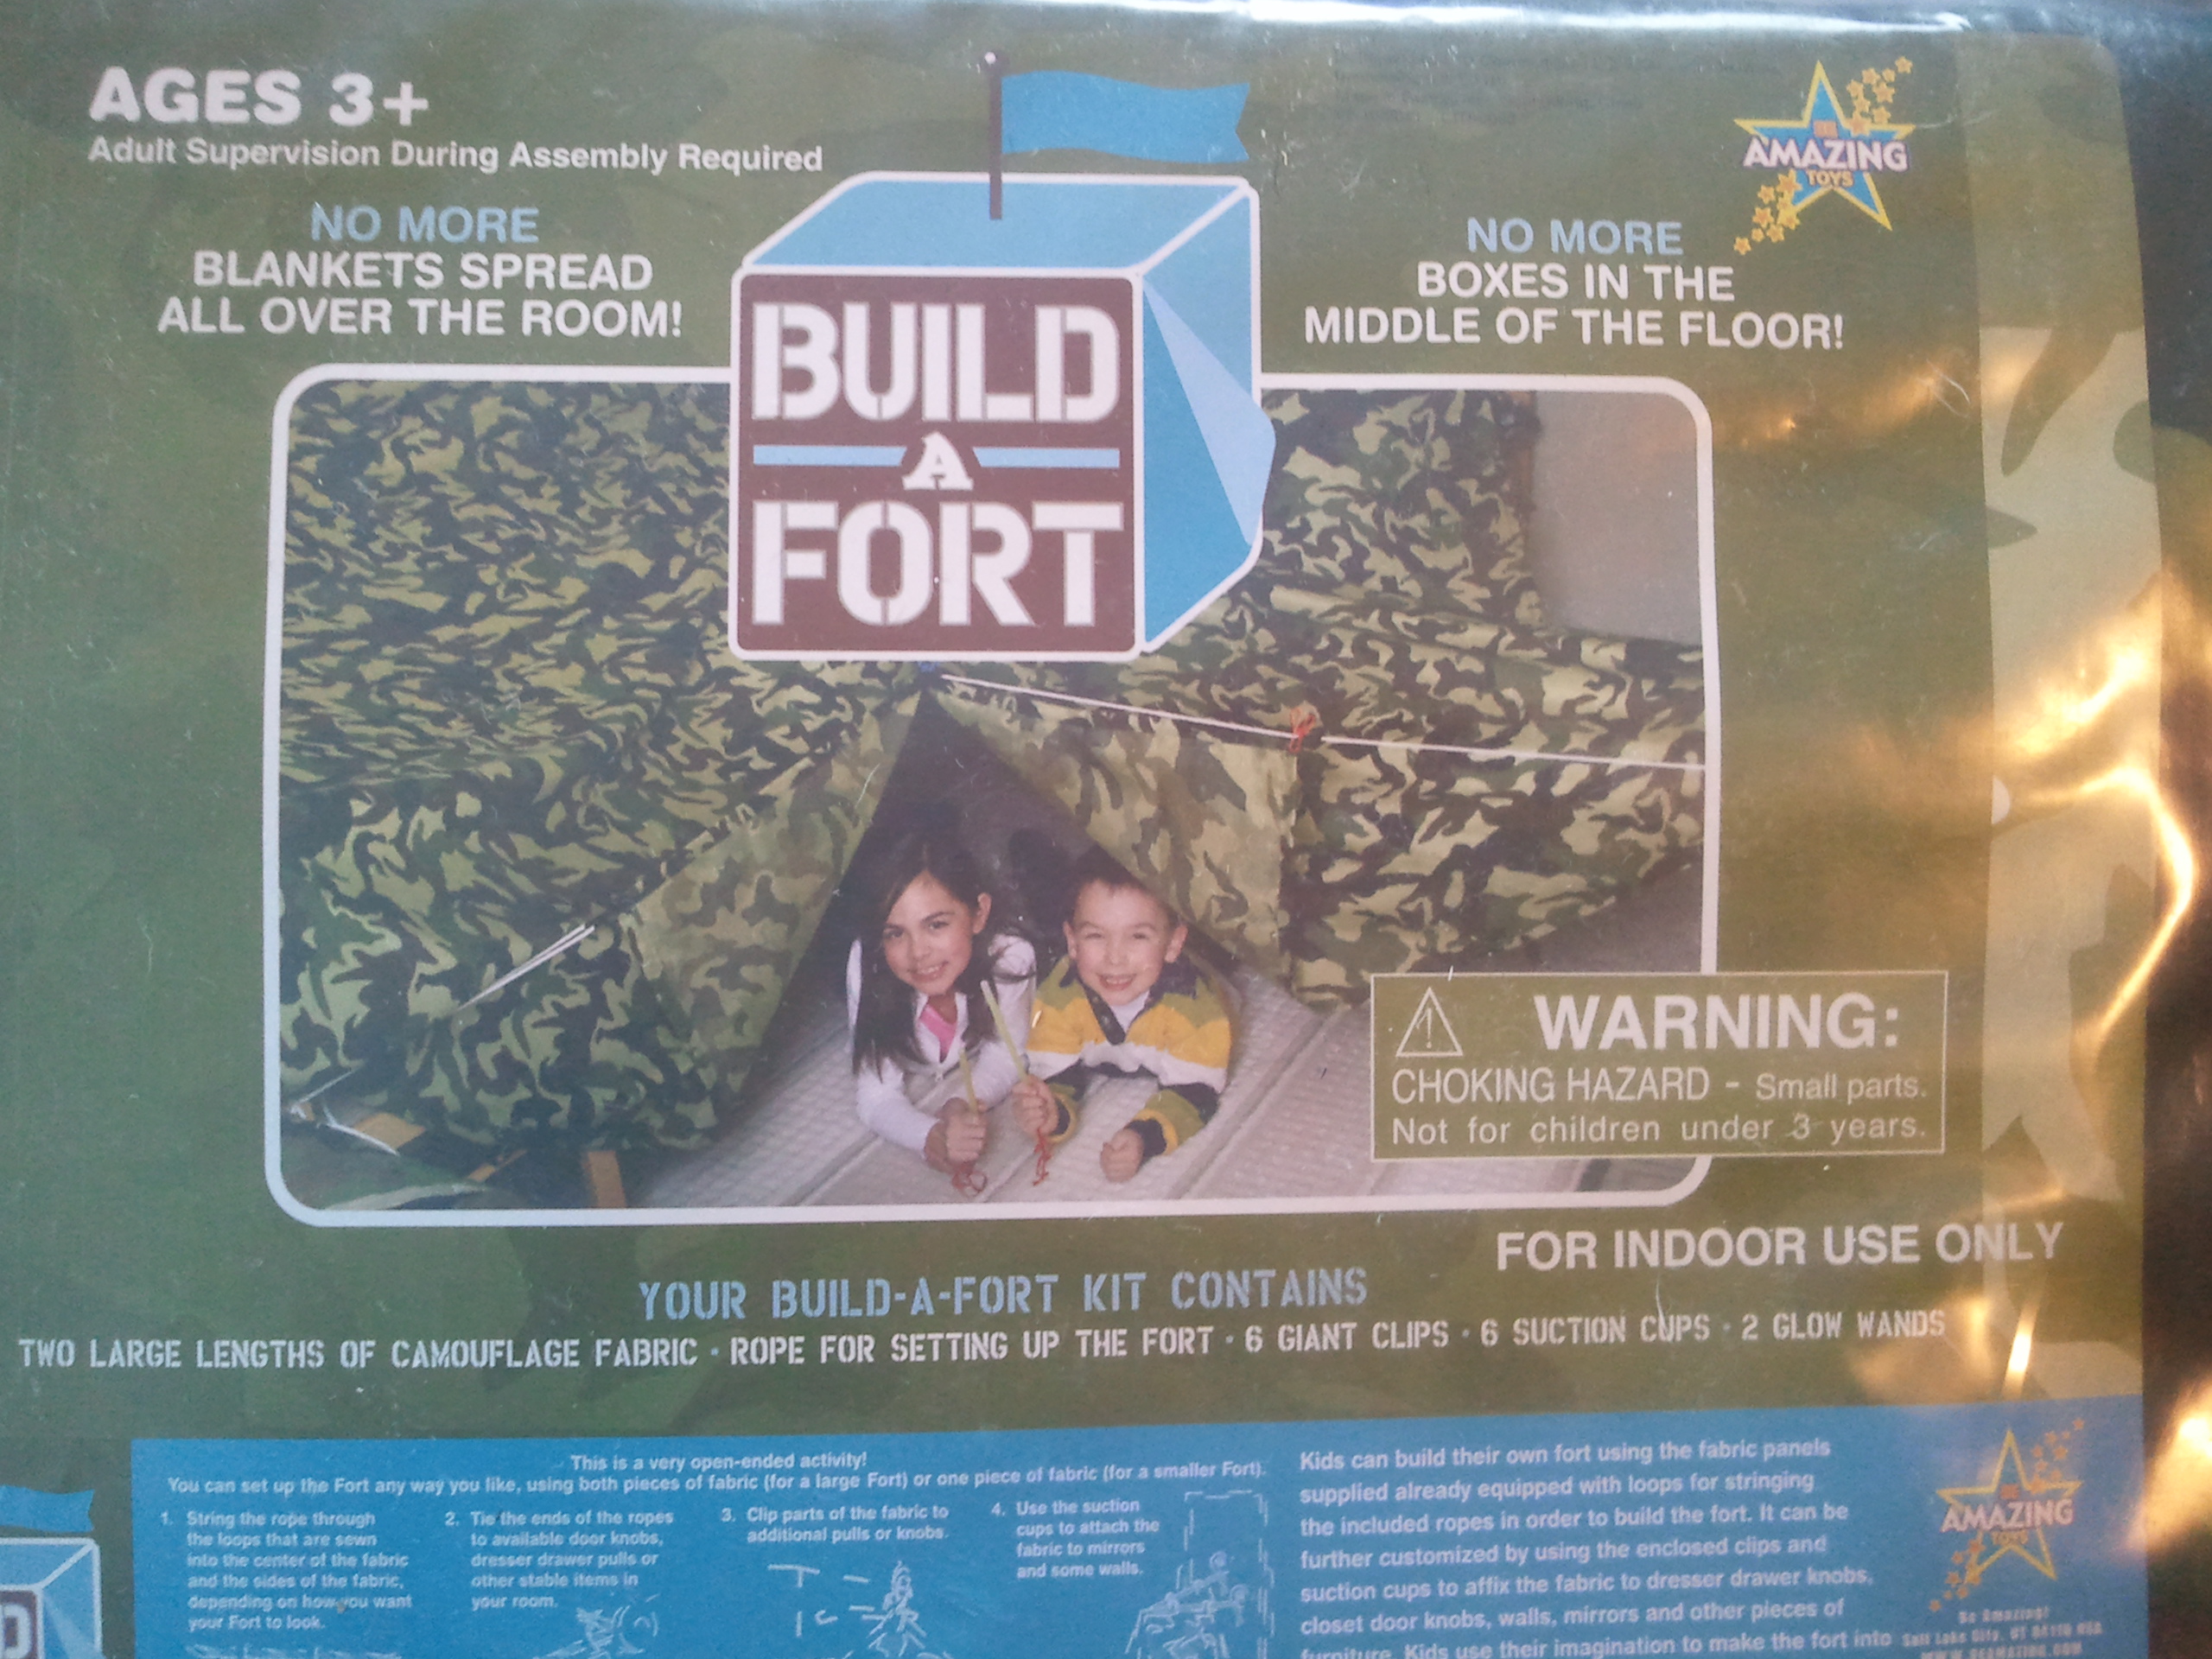 AGES 3+
Adult Supervision During Assembly Required
NO MORE
BLANKETS SPREAD
ALL OVER THE ROOM!
BUILD
A
FORT
BE
AMAZING
TOYS
NO MORE
BOXES IN THE
MIDDLE OF THE FLOOR!
WARNING:
CHOKING HAZARD - Small parts.
Not for children under 3 years.
FOR INDOOR USE ONLY
YOUR BUILD-A-FORT KIT CONTAINS
TWO LARGE LENGTHS OF CAMOUFLAGE FABRIC · ROPE FOR SETTING UP THE FORT · 6 GIANT CLIPS · 6 SUCTION CUPS · 2 GLOW WANDS
This is a very open-ended activity!
You can set up the Fort any way you like, using both pieces of fabric (for a large Fort) or one piece of fabric (for a smaller Fort).
1. String the rope through
the loops that are sewn
into the center of the fabric
and the sides of the fabric,
depending on how you want
your Fort to look.
2. Tie the ends of the ropes
to available door knobs,
dresser drawer pulls or
other stable items in
your room.
3. Clip parts of the fabric to
additional pulls or knobs.
4. Use the suction
cups to attach the
fabric to mirrors
and some walls.
Kids can build their own fort using the fabric panels
supplied already equipped with loops for stringing
the included ropes in order to build the fort. It can be
further customized by using the enclosed clips and
suction cups to affix the fabric to dresser drawer knobs,
closet door knobs, walls, mirrors and other pieces of
furniture. Kids use their imagination to make the fort into
BE
AMAZING
TOYS
Be Amazing!
Salt Lake City, UT 84116 USA
WWW.BEAMAZING.COM
D